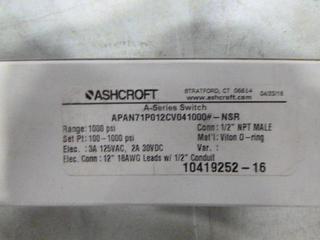 ASHCROFT
STRATFORD, CT 06614
www.ashcroft.com 04/25/16
A-Series Switch
APAN71P012CV041000#-NSR
Range: 1000 psi Conn: 1/2" NPT MALE
Set Pt: 100-1000 psi Mat'l: Viton O-ring
Elec. : 3A 125VAC, 2A 30VDC Var. :
Elec. Conn : 12" 18AWG Leads w/ 1/2" Conduit
10419252-16